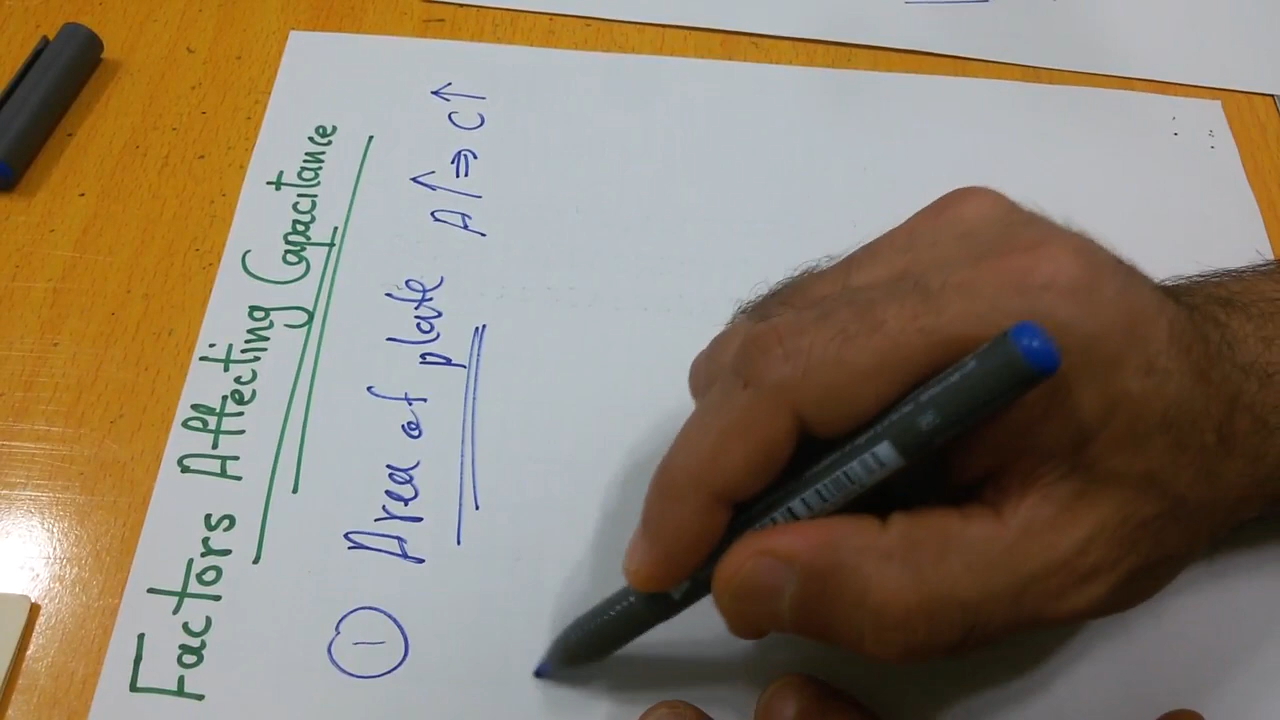 Factors Affecting Capacitance
① Area of plate A↑ ⇒ C↑